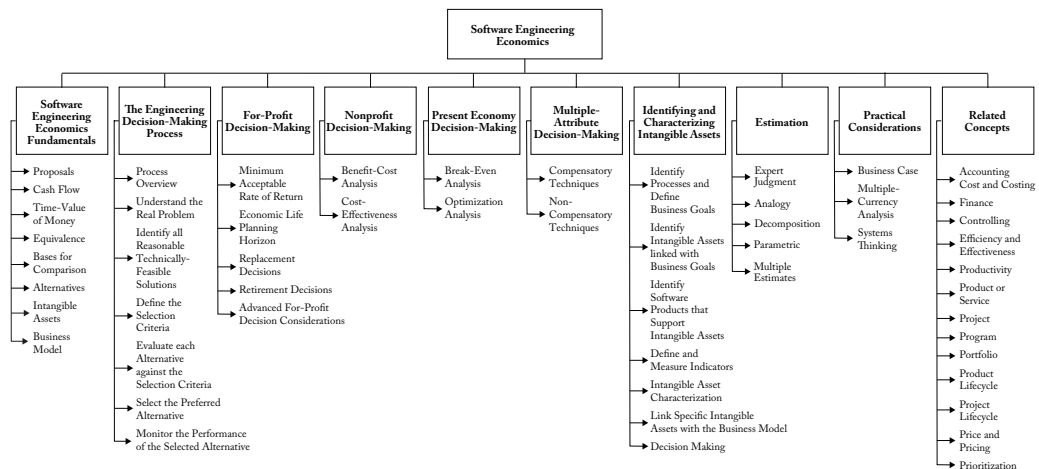 Software Engineering
Economics
Software
Engineering
Economics
Fundamentals
Proposals
Cash Flow
Time-Value
of Money
Equivalence
Bases for
Comparison
Alternatives
Intangible
Assets
Business
Model
The Engineering
Decision-Making
Process
Process
Overview
Understand the
Real Problem
Identify all
Reasonable
Technically-
Feasible
Solutions
Define the
Selection
Criteria
Evaluate each
Alternative
against the
Selection Criteria
Select the Preferred
Alternative
Monitor the Performance
of the Selected Alternative
For-Profit
Decision-Making
Minimum
Acceptable
Rate of Return
Economic Life
Planning
Horizon
Replacement
Decisions
Retirement Decisions
Advanced For-Profit
Decision Considerations
Nonprofit
Decision-Making
Benefit-Cost
Analysis
Cost-
Effectiveness
Analysis
Present Economy
Decision-Making
Break-Even
Analysis
Optimization
Analysis
Multiple-
Attribute
Decision-Making
Compensatory
Techniques
Non-
Compensatory
Techniques
Identifying and
Characterizing
Intangible Assets
Identify
Processes and
Define
Business Goals
Identify
Intangible Assets
linked with
Business Goals
Identify
Software
Products that
Support
Intangible Assets
Define and
Measure Indicators
Intangible Asset
Characterization
Link Specific Intangible
Assets with the Business Model
Decision Making
Estimation
Expert
Judgment
Analogy
Decomposition
Parametric
Multiple
Estimates
Practical
Considerations
Business Case
Multiple-
Currency
Analysis
Systems
Thinking
Related
Concepts
Accounting
Cost and Costing
Finance
Controlling
Efficiency and
Effectiveness
Productivity
Product or
Service
Project
Program
Portfolio
Product
Lifecycle
Project
Lifecycle
Price and
Pricing
Prioritization